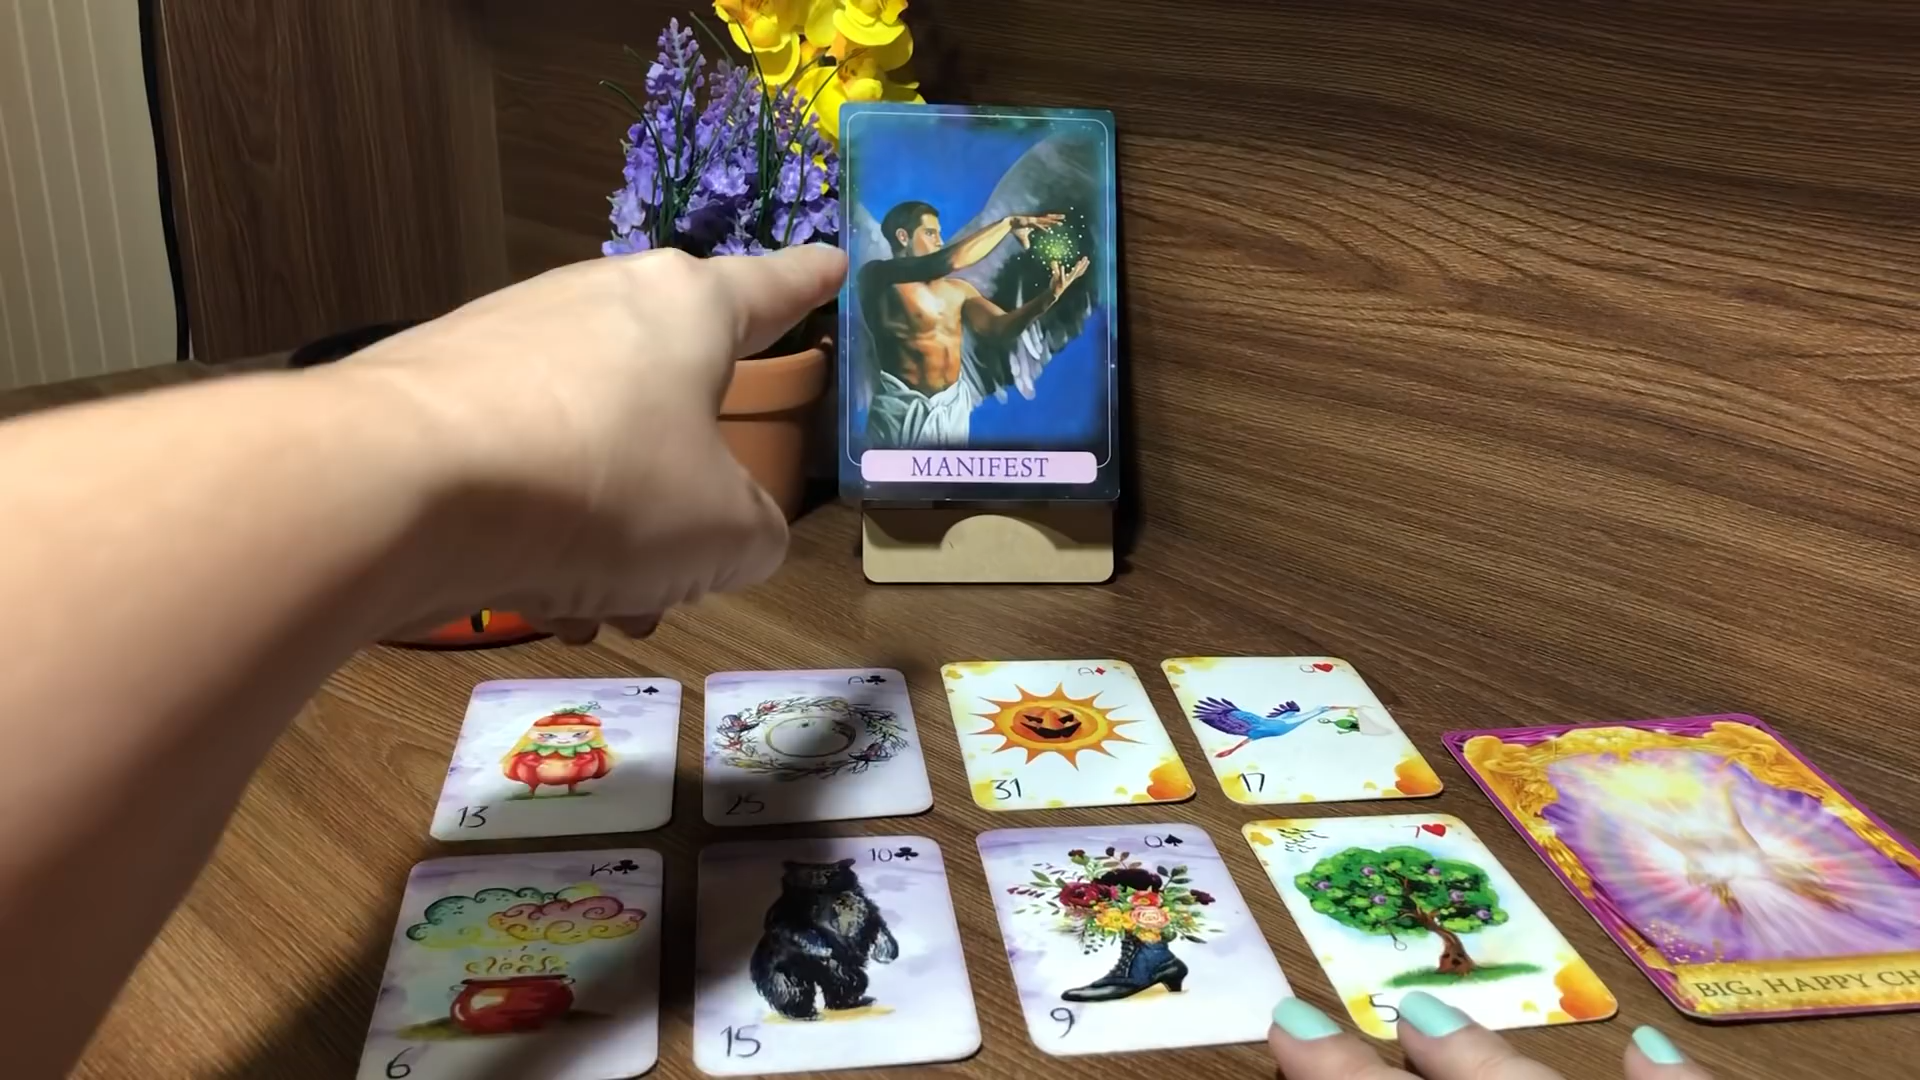 MANIFEST
J♠
13
A♣
25
A♦
31
Q♥
17
K♣
6
10♣
15
Q♠
9
7♥
5
BIG, HAPPY CH